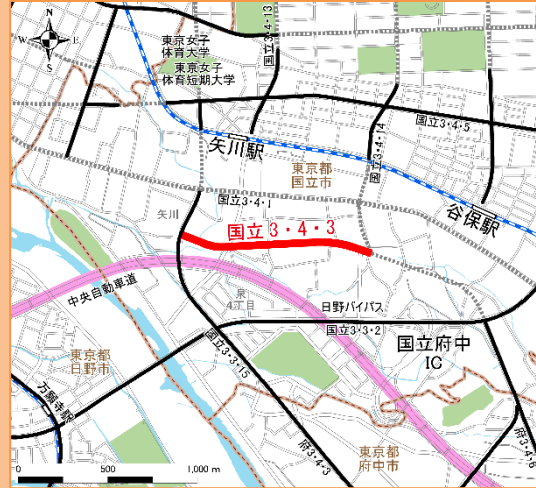 N
W
E
S
東京女子
体育大学
東京女子
体育短期大学
国立3・4・13
国立3・4・5
矢川駅
国立3・4・14
東京都
国立市
谷保駅
矢川
国立3・4・1
国立3・4・3
中央自動車道
泉
4丁目
日野バイパス
国立3・3・2
国立府中
IC
国立3・3・15
東京都
日野市
万願寺駅
府3・4・3
東京都
府中市
府3・4・6
0
500
1,000 m